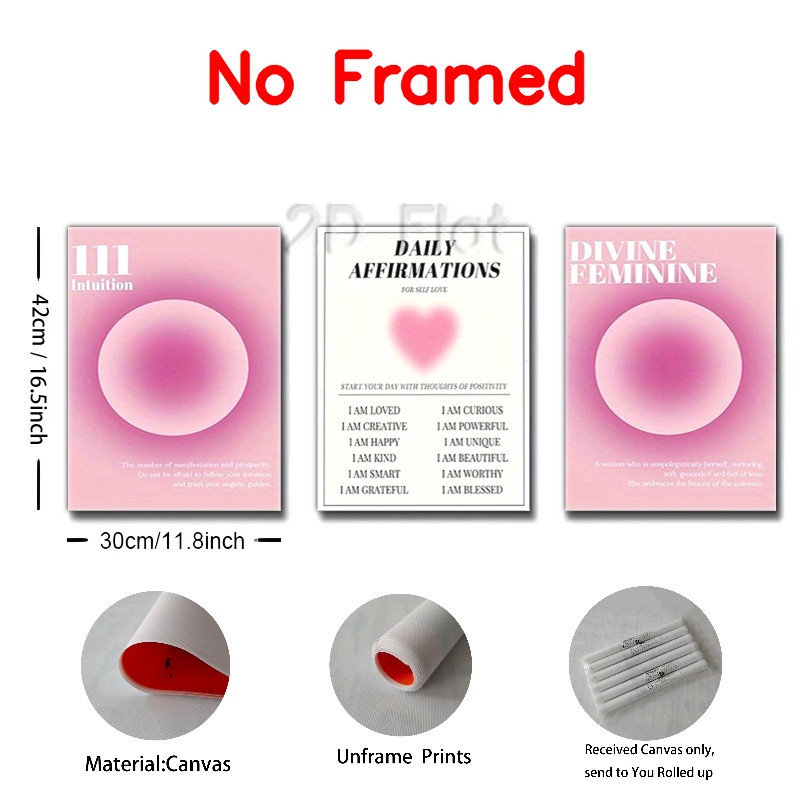 No Framed
2D Flat
111
Intuition
The number of manifestation and prosperity.
Do not be afraid to follow your intuition
and trust your angelic guides.
DAILY
AFFIRMATIONS
FOR SELF LOVE
START YOUR DAY WITH THOUGHTS OF POSITIVITY
I AM LOVED
I AM CREATIVE
I AM HAPPY
I AM KIND
I AM SMART
I AM GRATEFUL
I AM CURIOUS
I AM POWERFUL
I AM UNIQUE
I AM BEAUTIFUL
I AM WORTHY
I AM BLESSED
DIVINE
FEMININE
A woman who is unapologetically herself, nurturing,
soft, grounded and full of love.
She embraces the beauty of the universe.
42cm / 16.5inch
30cm/11.8inch
Material:Canvas
Unframe Prints
Received Canvas only,
send to You Rolled up